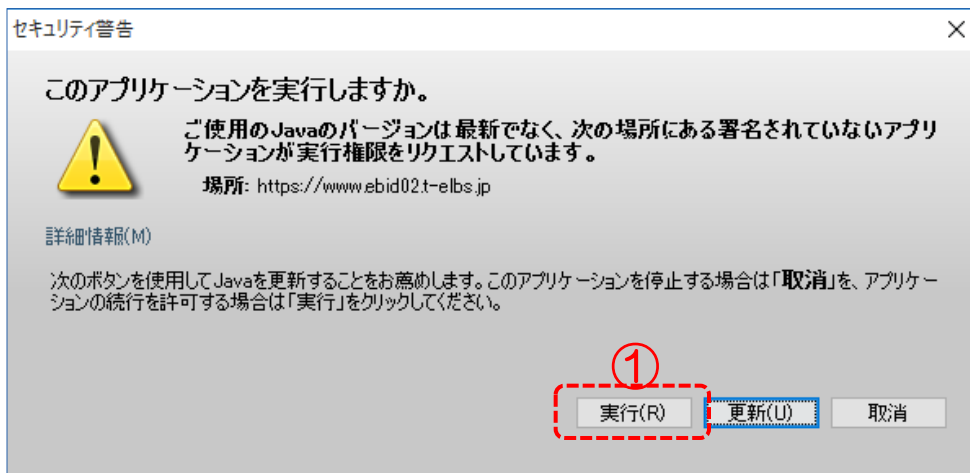 セキュリティ警告
このアプリケーションを実行しますか。
ご使用のJavaのバージョンは最新でなく、次の場所にある署名されていないアプリ
ケーションが実行権限をリクエストしています。
場所: https://www.ebid02.t-elbs.jp
詳細情報(M)
次のボタンを使用してJavaを更新することをお薦めします。このアプリケーションを停止する場合は「取消」を、アプリケー
ションの続行を許可する場合は「実行」をクリックしてください。
①
実行(R) 更新(U) 取消